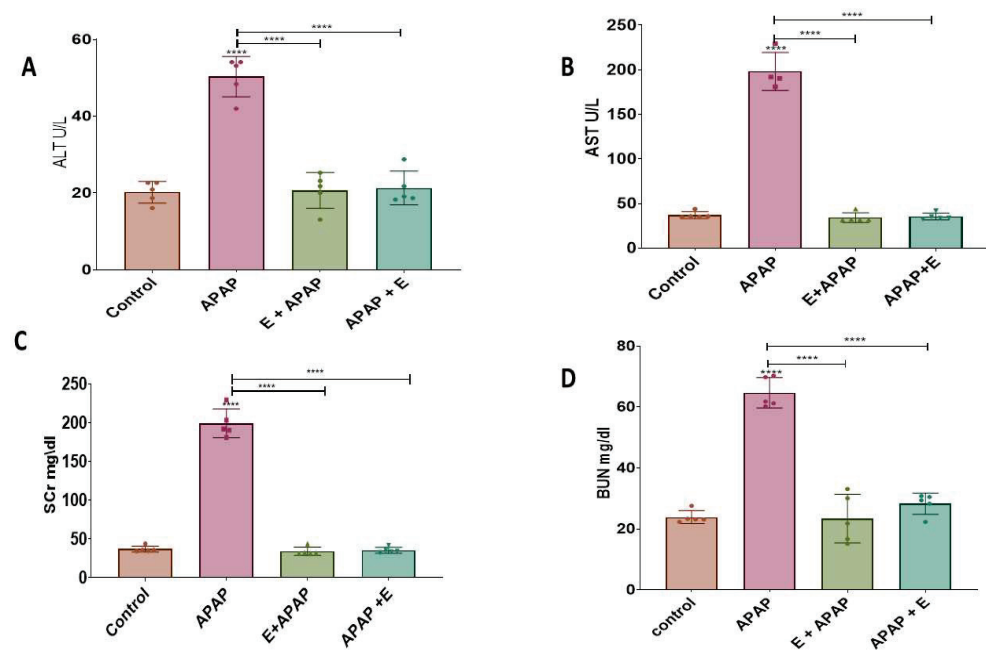 A
ALT U/L
60
40
20
0
****
****
****
Control
APAP
E + APAP
APAP + E
B
AST U/L
250
200
150
100
50
0
****
****
****
Control
APAP
E+APAP
APAP+E
C
SCr mg\dl
250
200
150
100
50
0
****
****
****
Control
APAP
E+APAP
APAP +E
D
BUN mg/dl
80
60
40
20
0
****
****
****
control
APAP
E + APAP
APAP + E